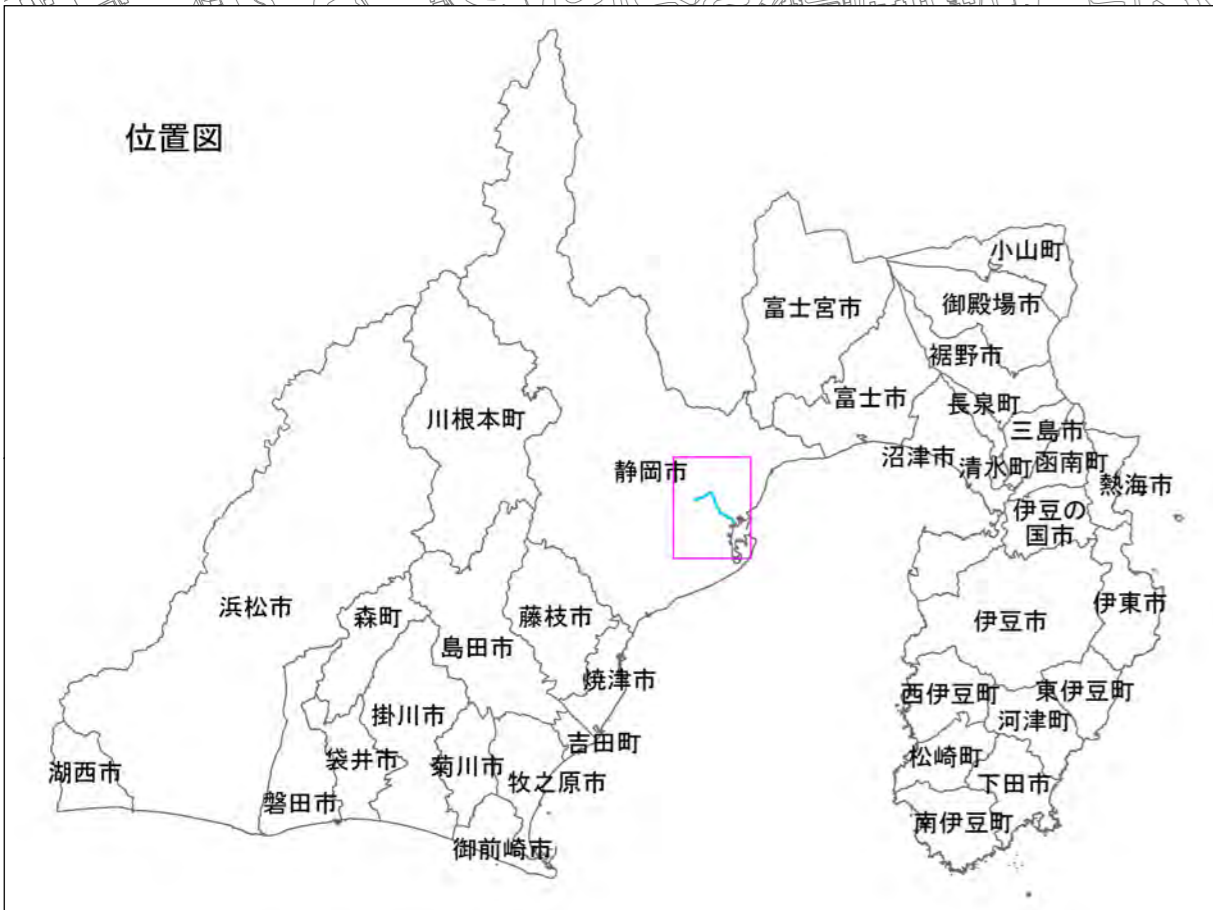 位置図
小山町
富士宮市
御殿場市
裾野市
富士市
長泉町
川根本町
三島市
沼津市
清水町
函南町
静岡市
熱海市
伊豆の
国市
浜松市
森町
藤枝市
伊豆市
伊東市
島田市
焼津市
西伊豆町
東伊豆町
掛川市
河津町
吉田町
袋井市
菊川市
松崎町
湖西市
牧之原市
下田市
磐田市
南伊豆町
御前崎市